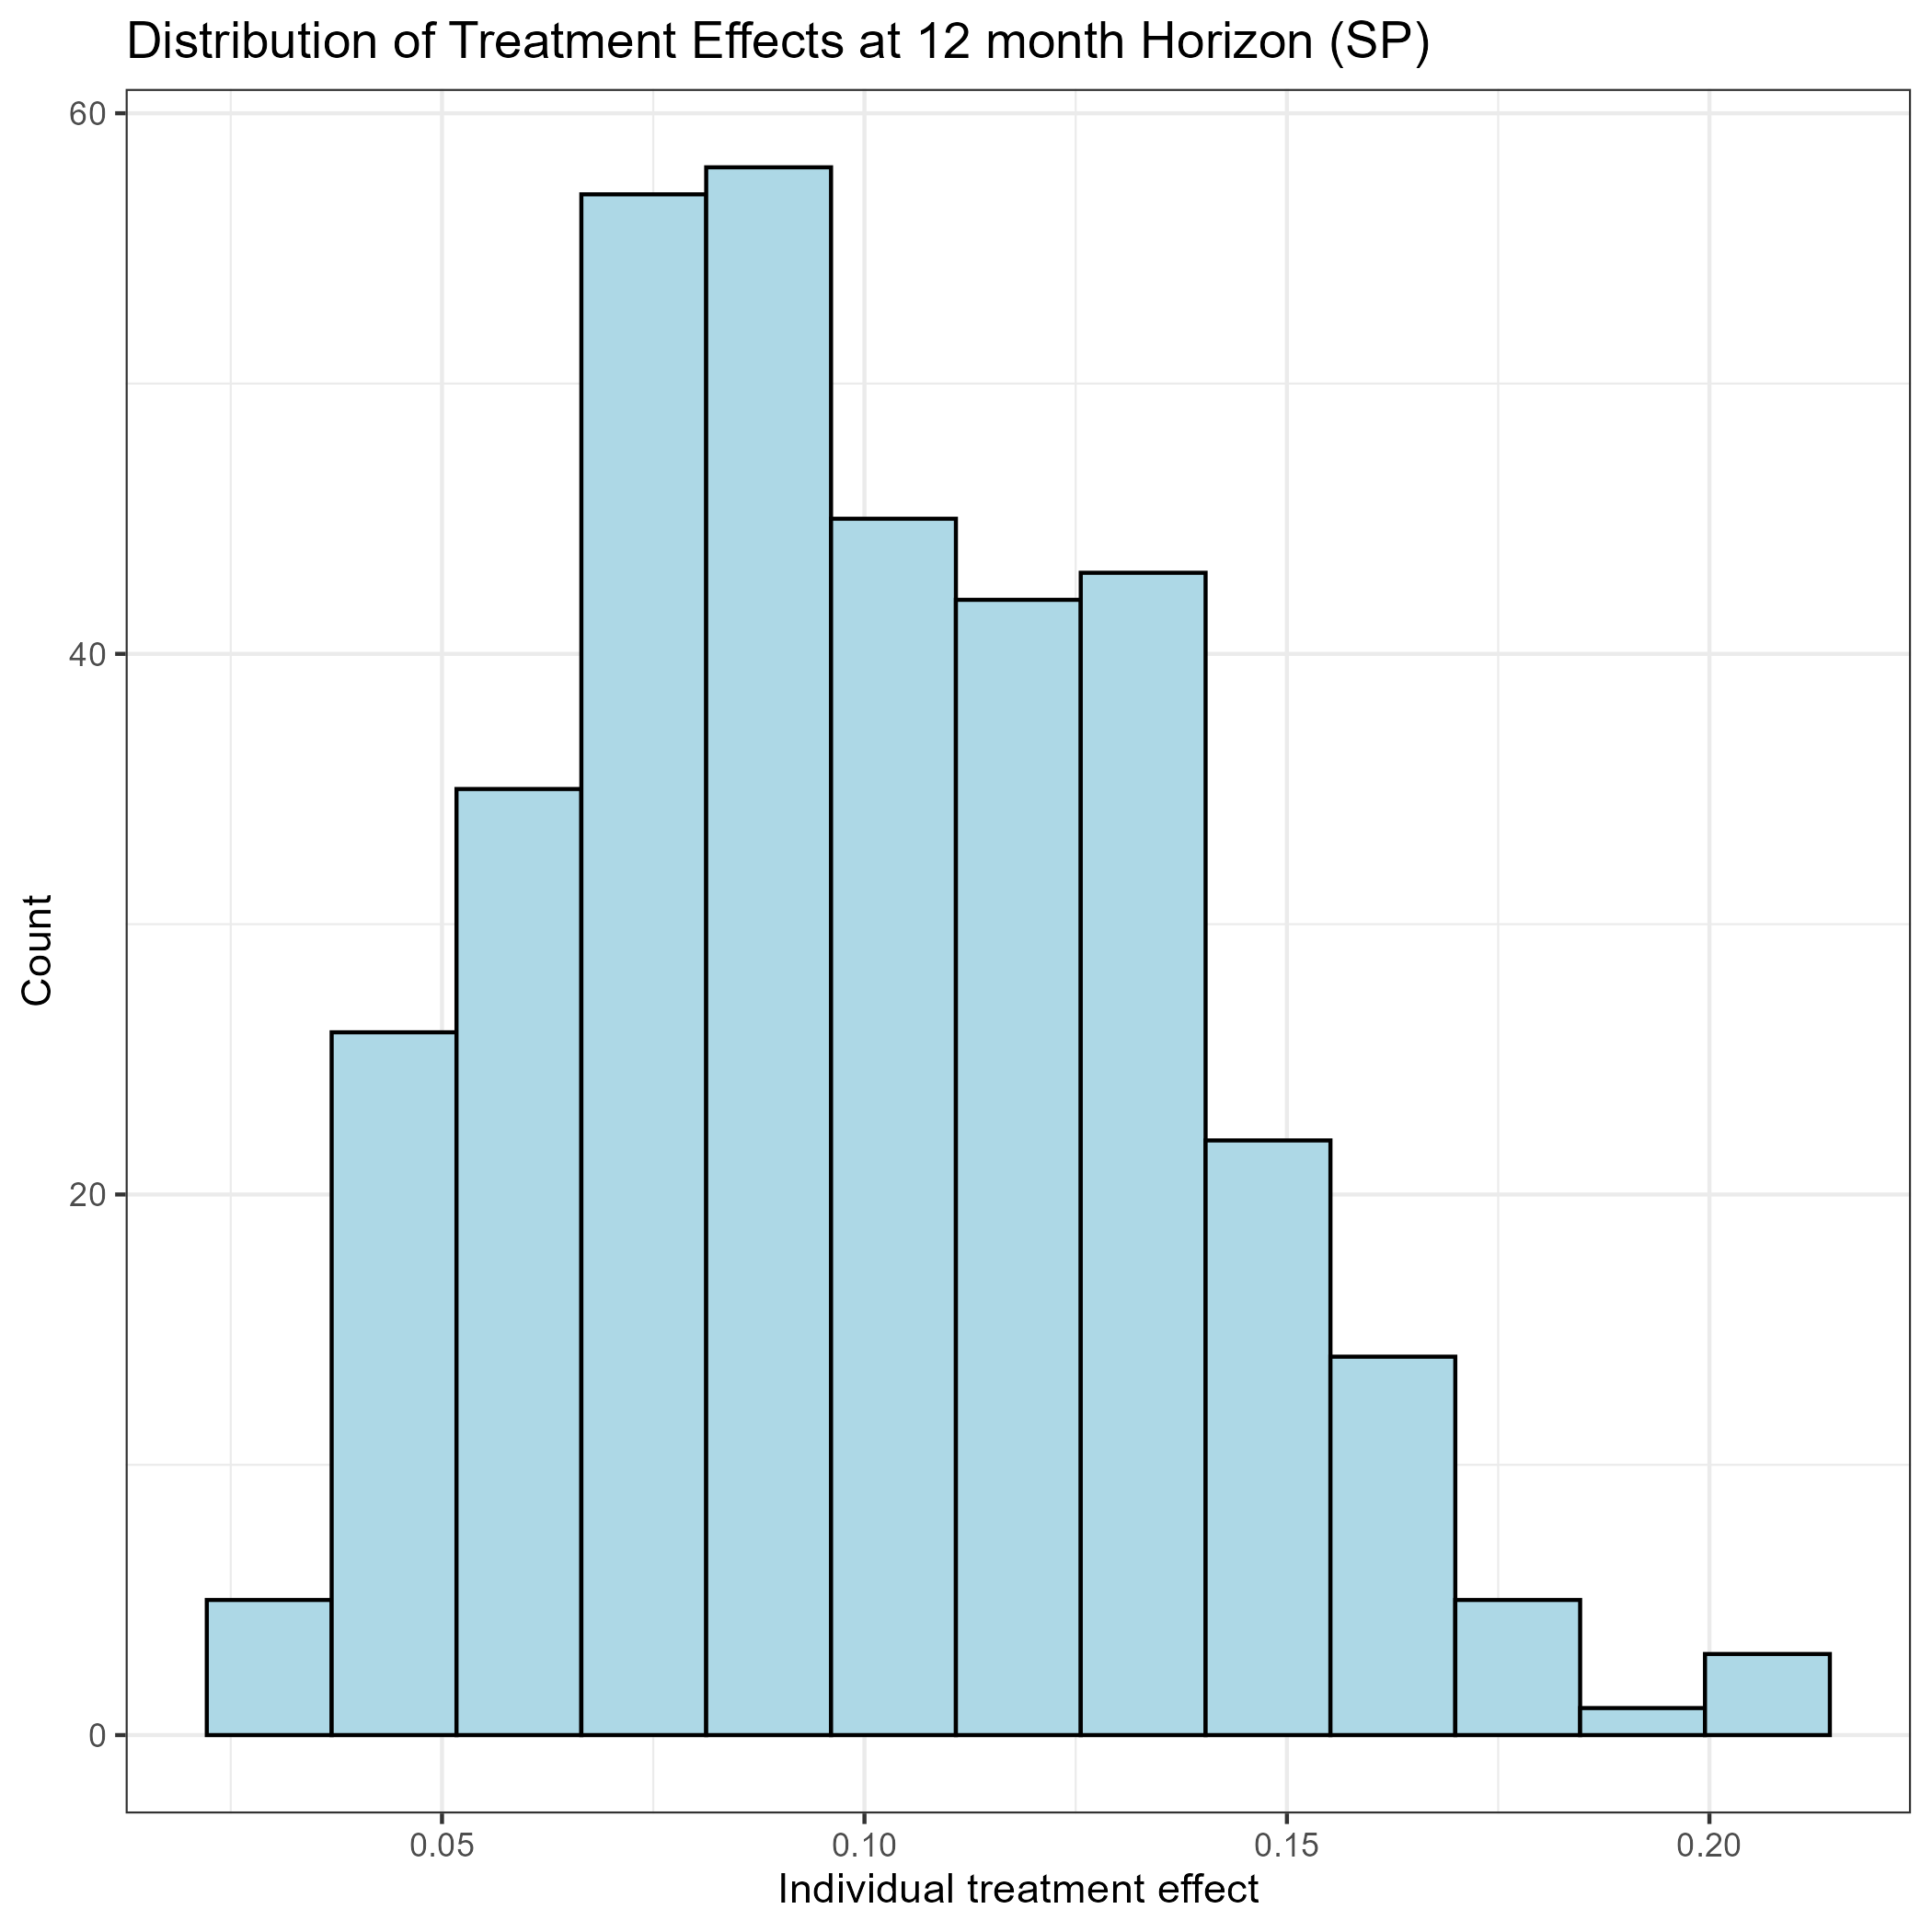 Distribution of Treatment Effects at 12 month Horizon (SP)
60
40
20
0
Count
0.05 0.10 0.15 0.20
Individual treatment effect